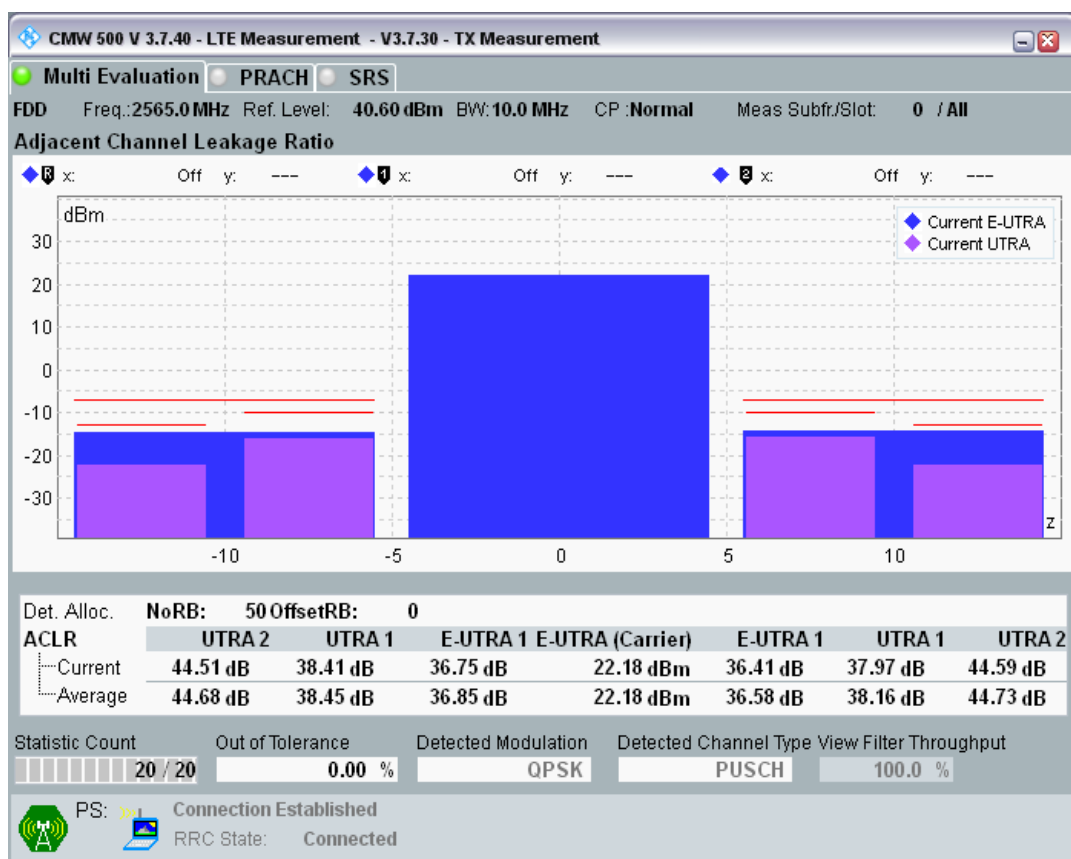 CMW 500 V 3.7.40 - LTE Measurement - V3.7.30 - TX Measurement
Multi Evaluation PRACH SRS
FDD Freq.:2565.0 MHz Ref. Level: 40.60 dBm BW:10.0 MHz CP :Normal Meas Subfr./Slot: 0 / All
Adjacent Channel Leakage Ratio
R x: Off y: --- 1 x: Off y: --- 2 x: Off y: ---
dBm
Current E-UTRA
Current UTRA
30
20
10
0
-10
-20
-30
z
-10 -5 0 5 10
Det. Alloc. NoRB: 50 OffsetRB: 0
ACLR UTRA 2 UTRA 1 E-UTRA 1 E-UTRA (Carrier) E-UTRA 1 UTRA 1 UTRA 2
Current 44.51 dB 38.41 dB 36.75 dB 22.18 dBm 36.41 dB 37.97 dB 44.59 dB
Average 44.68 dB 38.45 dB 36.85 dB 22.18 dBm 36.58 dB 38.16 dB 44.73 dB
Statistic Count Out of Tolerance Detected Modulation Detected Channel Type View Filter Throughput
20 / 20 0.00 % QPSK PUSCH 100.0 %
PS: Connection Established
RRC State: Connected